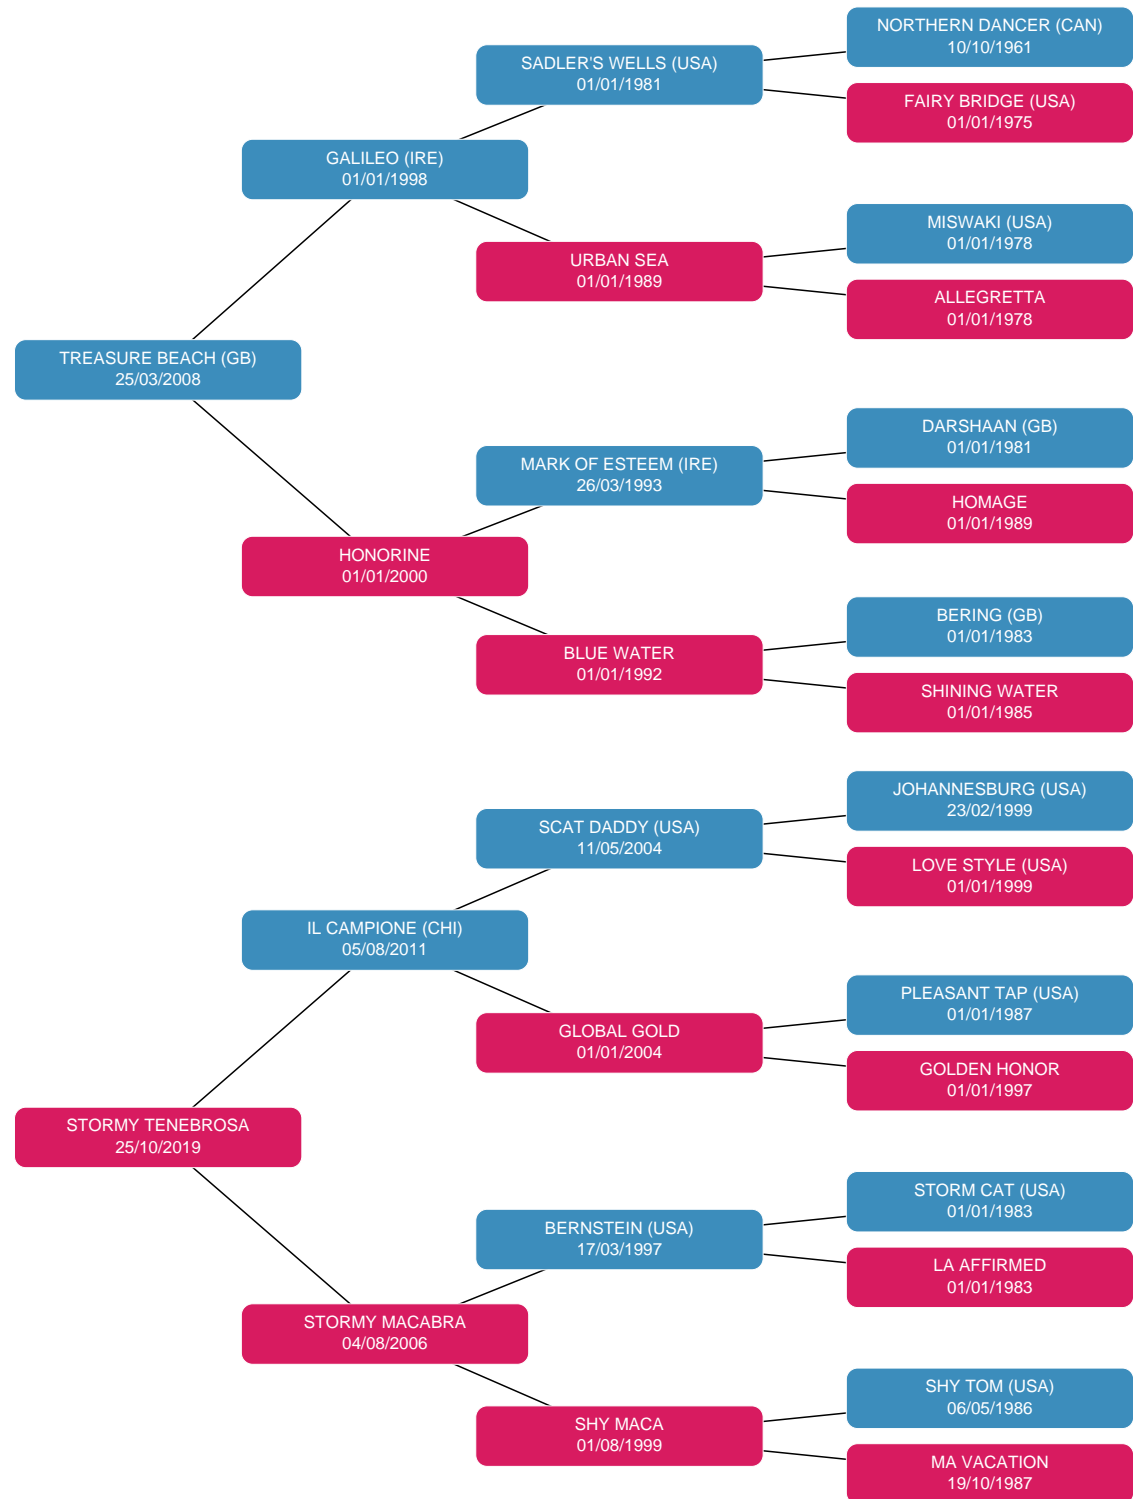 NORTHERN DANCER (CAN)
10/10/1961
SADLER'S WELLS (USA)
01/01/1981
FAIRY BRIDGE (USA)
01/01/1975
GALILEO (IRE)
01/01/1998
MISWAKI (USA)
01/01/1978
URBAN SEA
01/01/1989
ALLEGRETTA
01/01/1978
TREASURE BEACH (GB)
25/03/2008
DARSHAAN (GB)
01/01/1981
MARK OF ESTEEM (IRE)
26/03/1993
HOMAGE
01/01/1989
HONORINE
01/01/2000
BERING (GB)
01/01/1983
BLUE WATER
01/01/1992
SHINING WATER
01/01/1985
JOHANNESBURG (USA)
23/02/1999
SCAT DADDY (USA)
11/05/2004
LOVE STYLE (USA)
01/01/1999
IL CAMPIONE (CHI)
05/08/2011
PLEASANT TAP (USA)
01/01/1987
GLOBAL GOLD
01/01/2004
GOLDEN HONOR
01/01/1997
STORMY TENEBROSA
25/10/2019
STORM CAT (USA)
01/01/1983
BERNSTEIN (USA)
17/03/1997
LA AFFIRMED
01/01/1983
STORMY MACABRA
04/08/2006
SHY TOM (USA)
06/05/1986
SHY MACA
01/08/1999
MA VACATION
19/10/1987